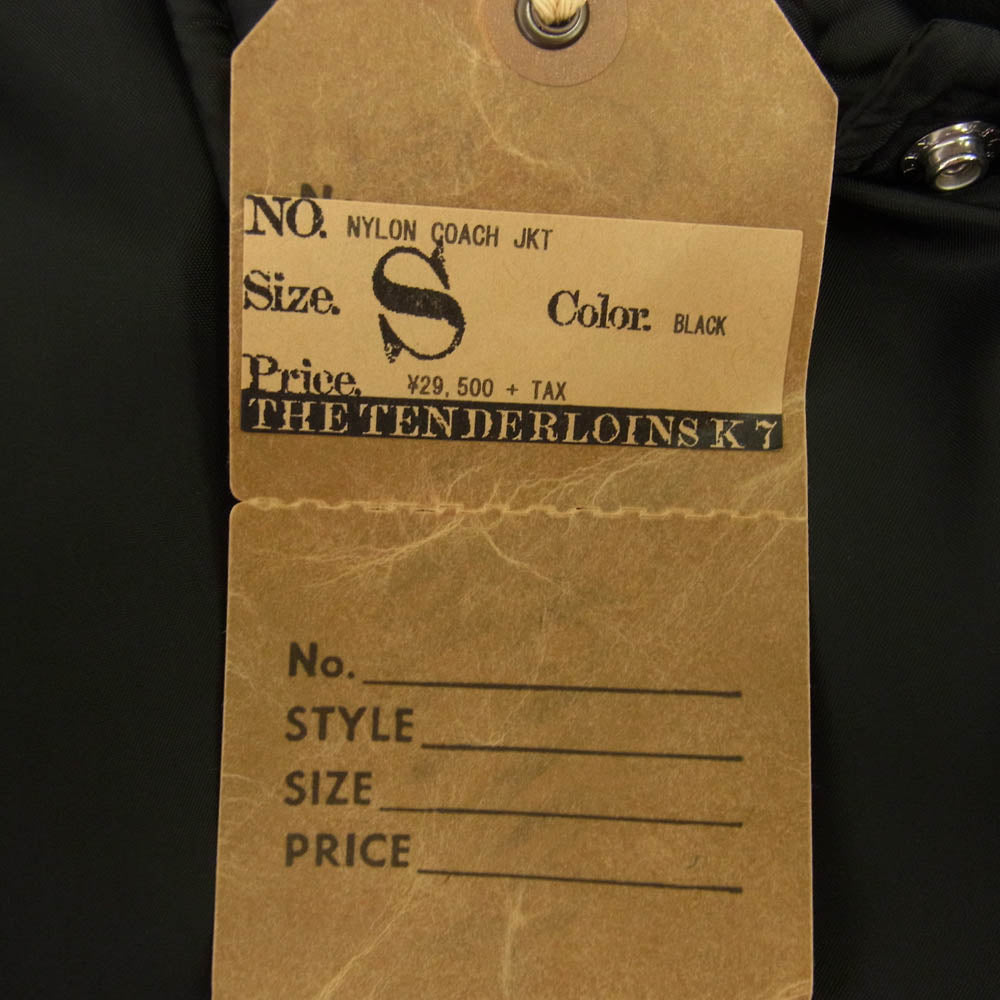 NO. NYLON COACH JKT
Size. S Color. BLACK
Price. ¥29,500 + TAX
THE TENDERLOINS K 7
No.
STYLE
SIZE
PRICE